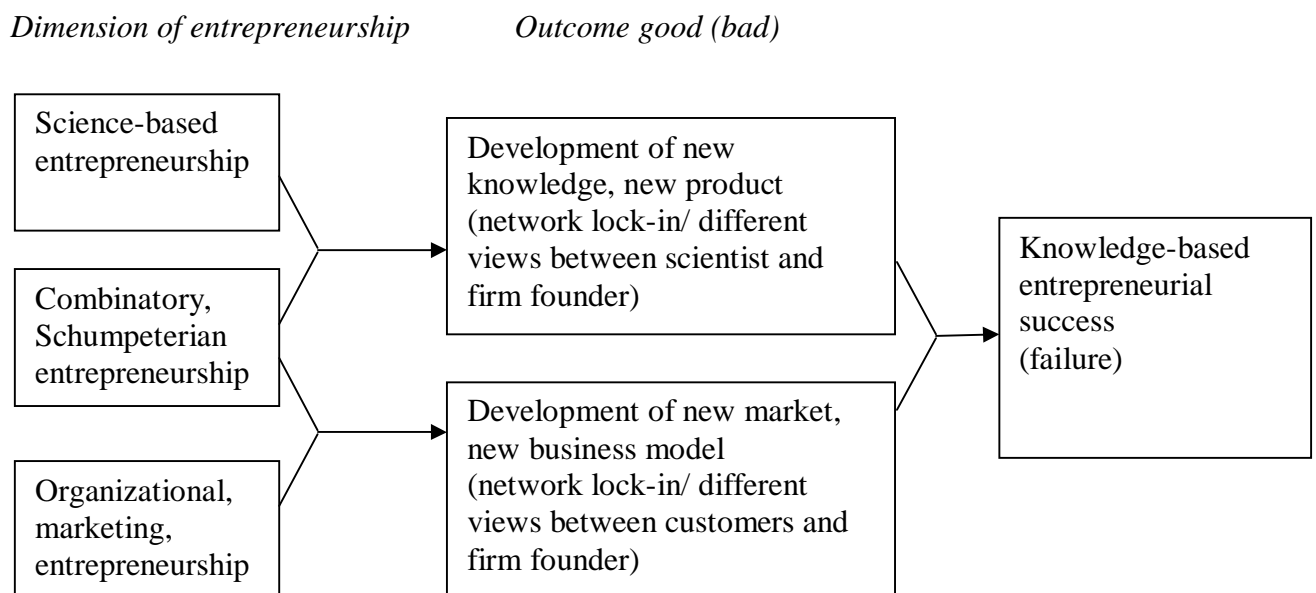 Dimension of entrepreneurship
Outcome good (bad)
Science-based
entrepreneurship
Combinatory,
Schumpeterian
entrepreneurship
Organizational,
marketing,
entrepreneurship
Development of new
knowledge, new product
(network lock-in/ different
views between scientist and
firm founder)
Development of new market,
new business model
(network lock-in/ different
views between customers and
firm founder)
Knowledge-based
entrepreneurial
success
(failure)